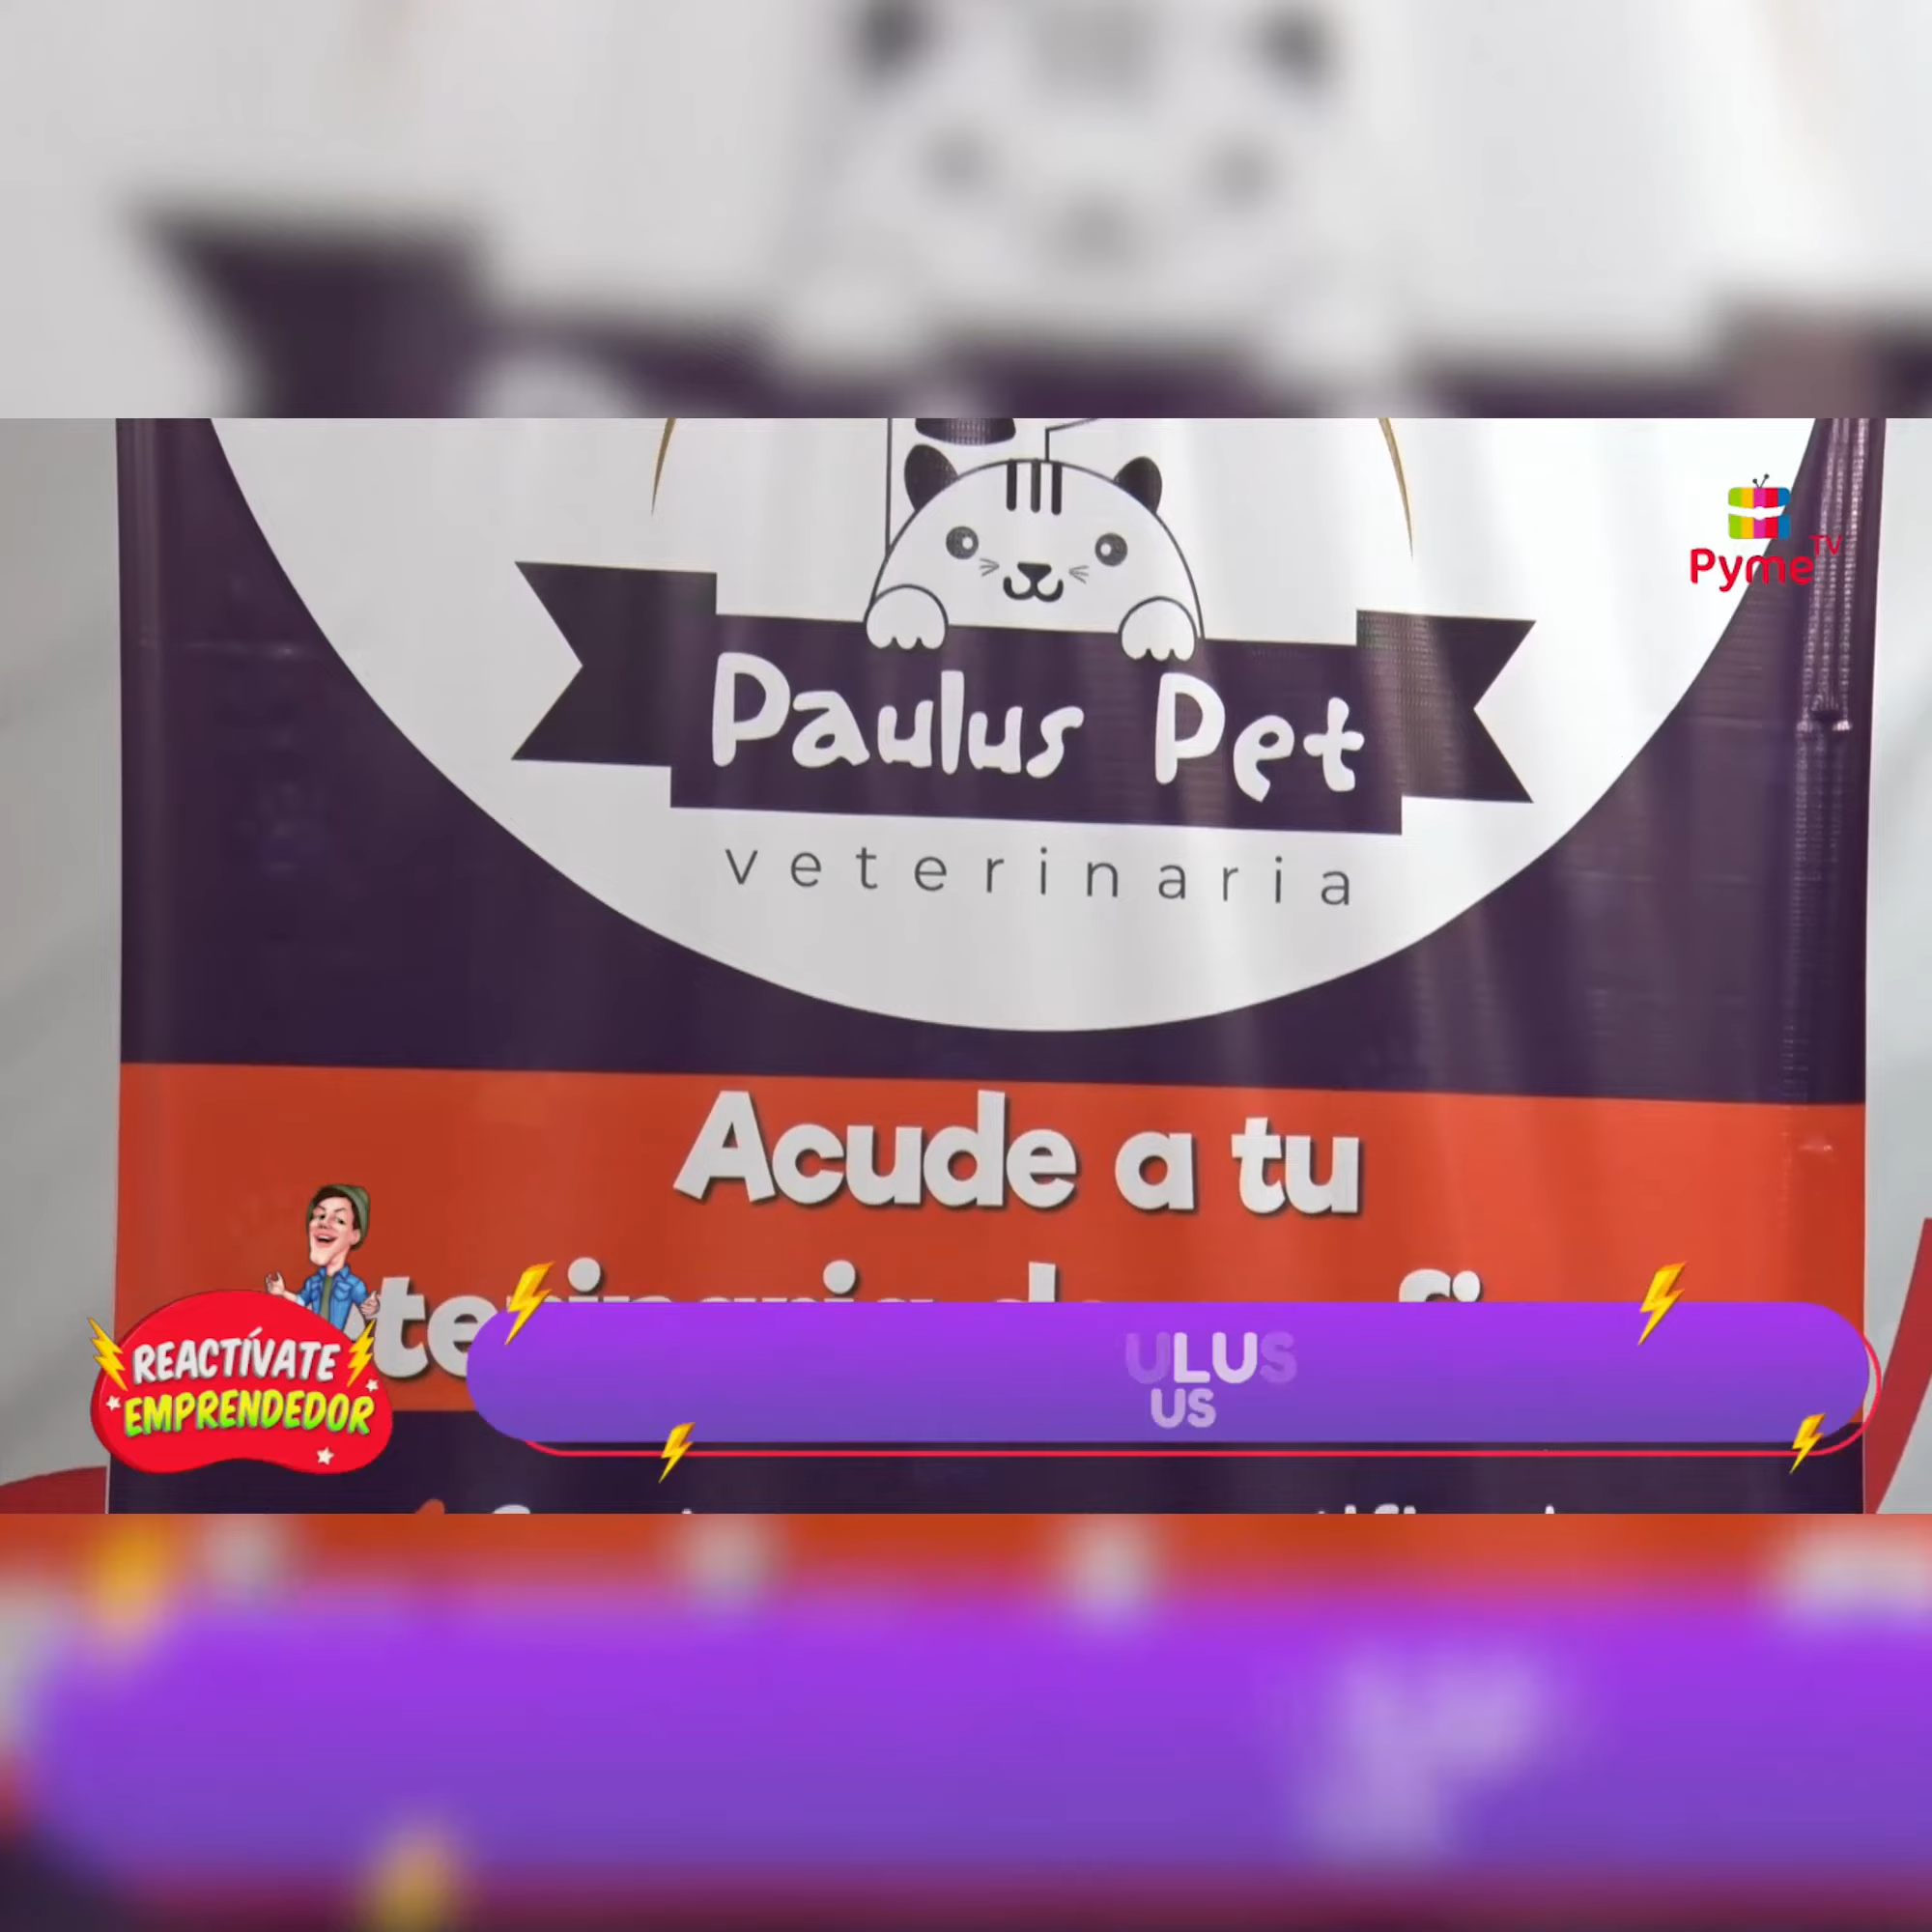 Pyme TV
Paulus Pet
veterinaria
Acude a tu
REACTÍVATE
EMPRENDEDOR
ULUS
US